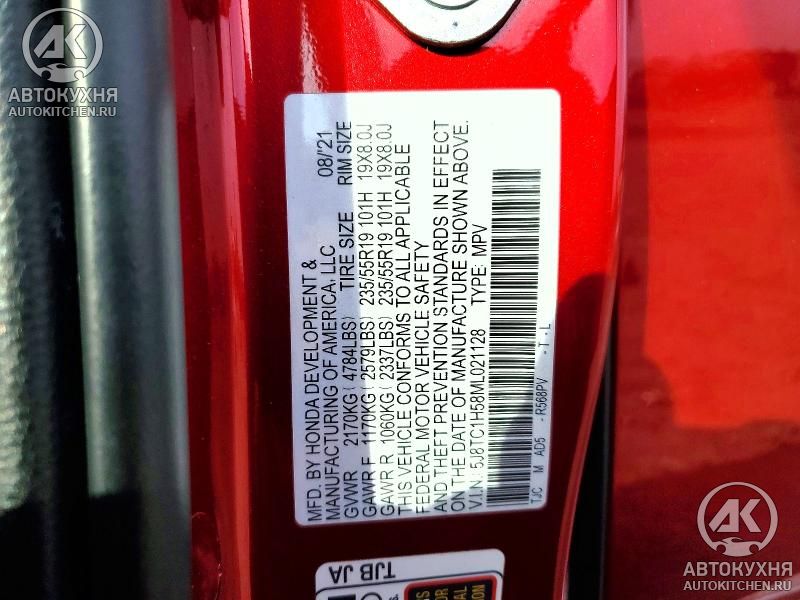 АВТОКУХНЯ
AUTOKITCHEN.RU
MFD. BY HONDA DEVELOPMENT & 08/'21
MANUFACTURING OF AMERICA, LLC
TIRE SIZE RIM SIZE
GVWR 2170KG ( 4784LBS)
GAWR F 1170KG ( 2579LBS) 235/55R19 101H 19X8.0J
GAWR R 1060KG ( 2337LBS) 235/55R19 101H 19X8.0J
THIS VEHICLE CONFORMS TO ALL APPLICABLE
FEDERAL MOTOR VEHICLE SAFETY
AND THEFT PREVENTION STANDARDS IN EFFECT
ON THE DATE OF MANUFACTURE SHOWN ABOVE.
V.I.N.: 5J8TC1H58ML021128 TYPE: MPV
TJC M AD5 - R568PV - T - L
TJB JA
АВТОКУХНЯ
AUTOKITCHEN.RU